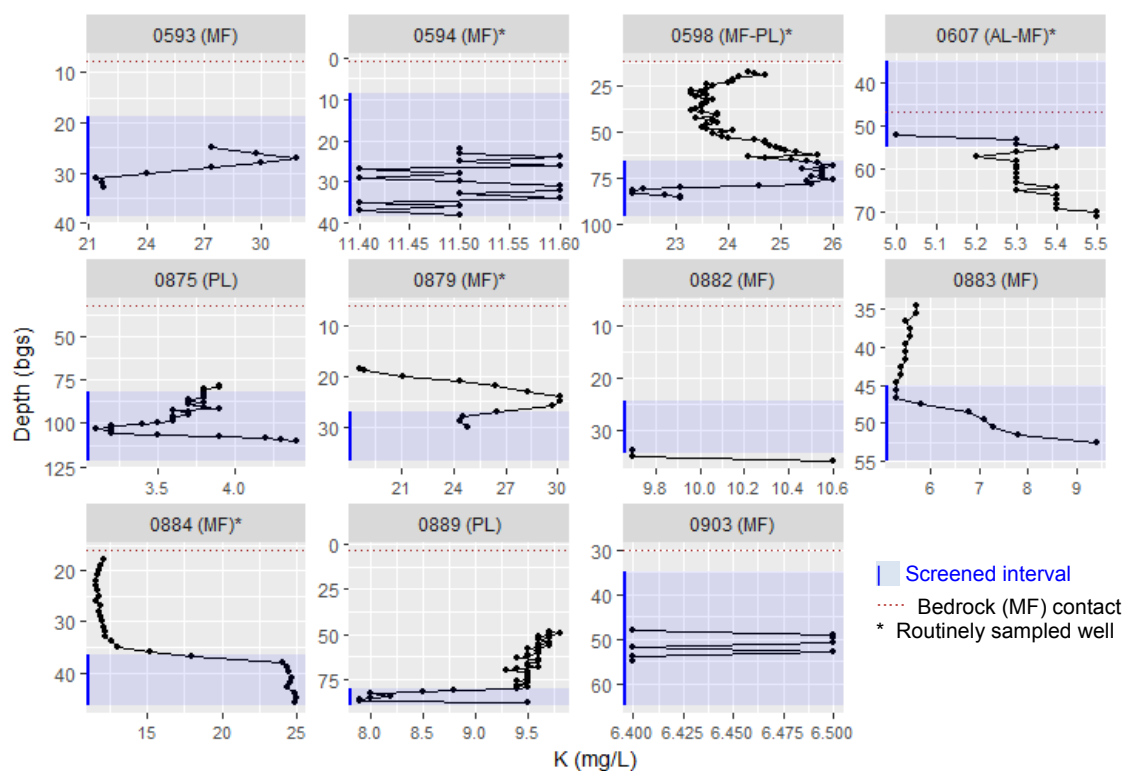 0593 (MF) 0594 (MF)* 0598 (MF-PL)* 0607 (AL-MF)*
10 20 30 40
0 10 20 30 40
25 50 75 100
40 50 60 70
21 24 27 30
11.40 11.45 11.50 11.55 11.60
23 24 25 26
5.0 5.1 5.2 5.3 5.4 5.5
0875 (PL) 0879 (MF)* 0882 (MF) 0883 (MF)
50 75 100 125
10 20 30
10 20 30
35 40 45 50 55
3.5 4.0
21 24 27 30
9.8 10.0 10.2 10.4 10.6
6 7 8 9
Depth (bgs)
0884 (MF)* 0889 (PL) 0903 (MF)
20 30 40
0 25 50 75
30 40 50 60
15 20 25
8.0 8.5 9.0 9.5
6.400 6.425 6.450 6.475 6.500
K (mg/L)
Screened interval
Bedrock (MF) contact
* Routinely sampled well